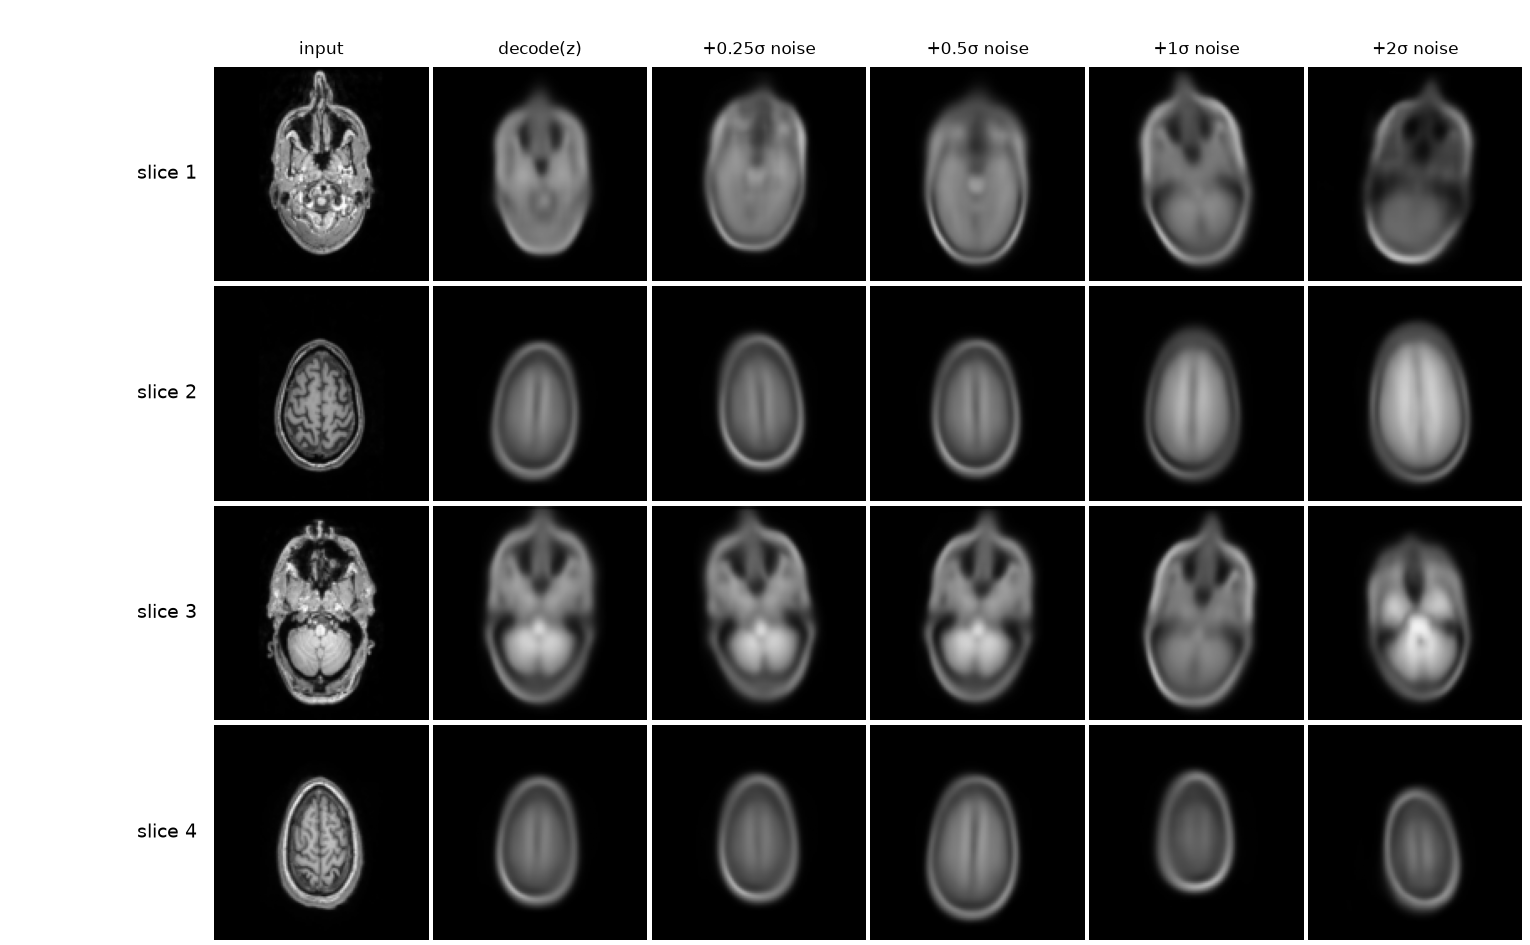 input decode(z) +0.25σ noise +0.5σ noise +1σ noise +2σ noise
slice 1
slice 2
slice 3
slice 4